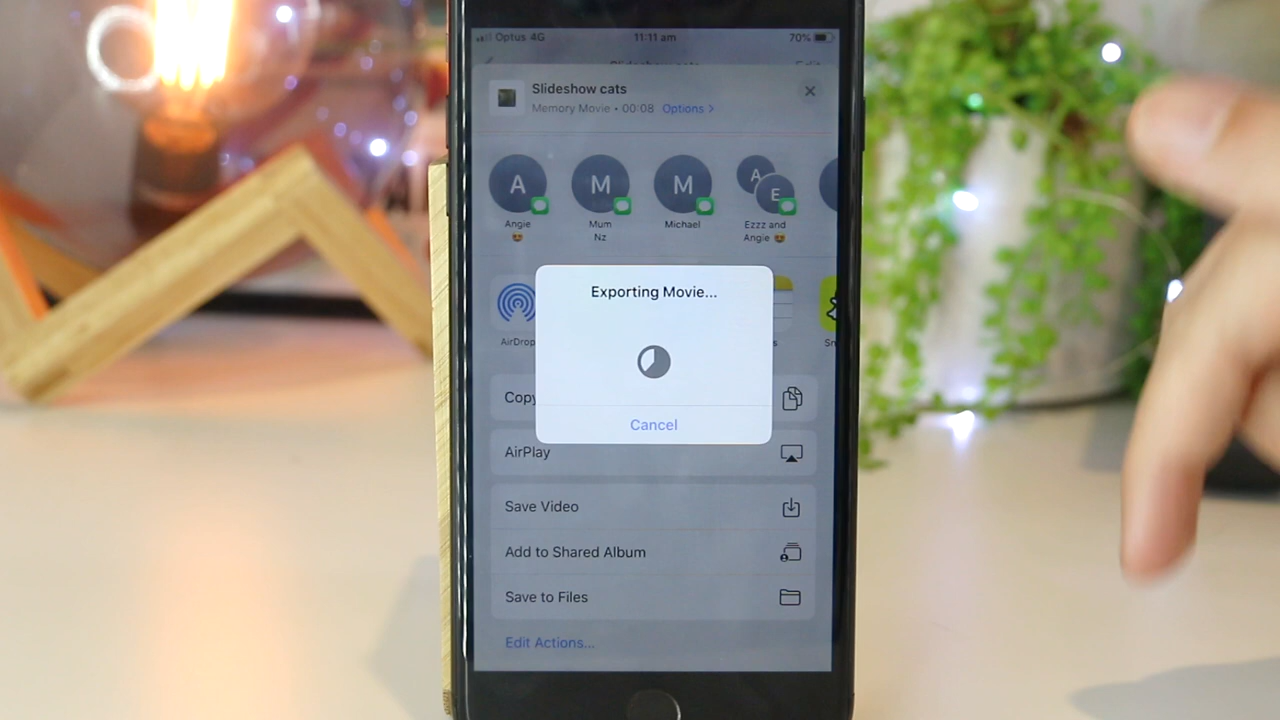 Optus 4G 11:11 am 70%
Slideshow cats
Memory Movie • 00:08 Options >
A M M A E
Angie 😍 Mum Nz Michael Ezzz and Angie 😍
Exporting Movie...
AirDrop
Cancel
Copy
AirPlay
Save Video
Add to Shared Album
Save to Files
Edit Actions...